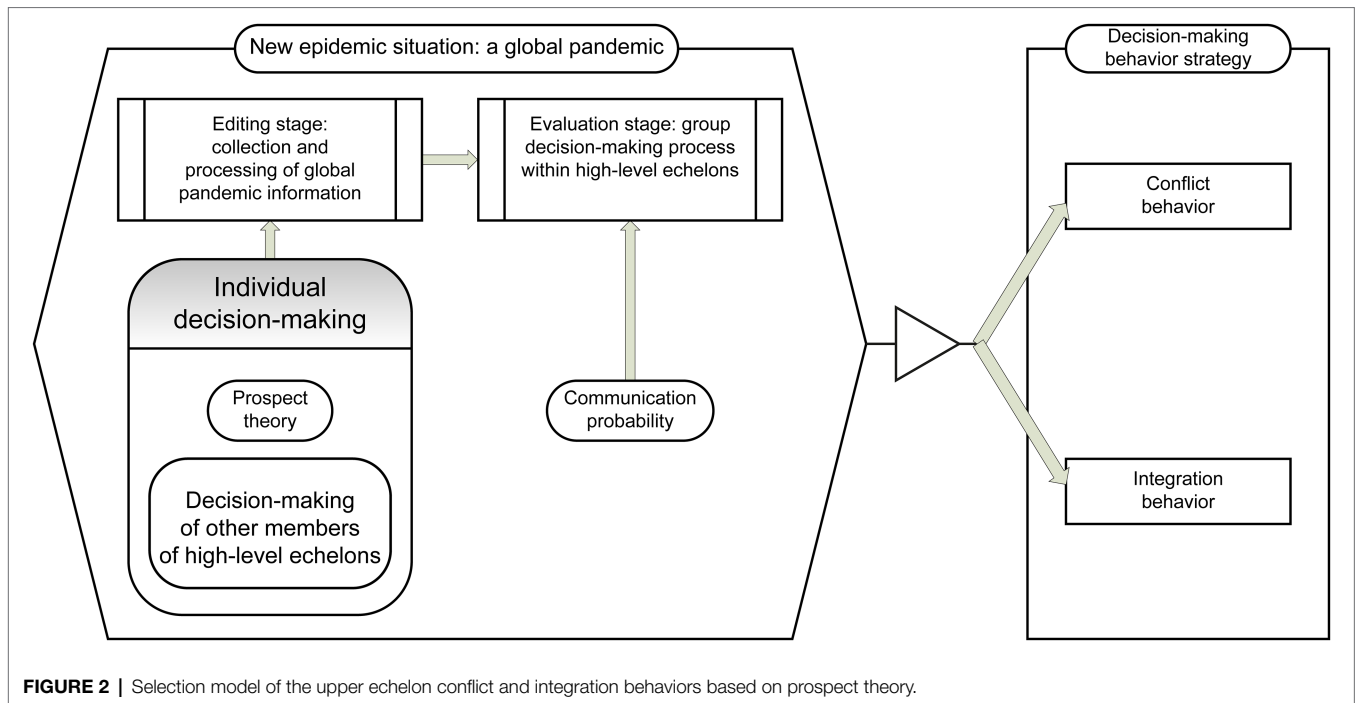 New epidemic situation: a global pandemic
Decision-making
behavior strategy
Editing stage:
collection and
processing of global
pandemic information
Evaluation stage: group
decision-making process
within high-level echelons
Conflict
behavior
Individual
decision-making
Prospect
theory
Communication
probability
Decision-making
of other members
of high-level echelons
Integration
behavior
FIGURE 2 | Selection model of the upper echelon conflict and integration behaviors based on prospect theory.